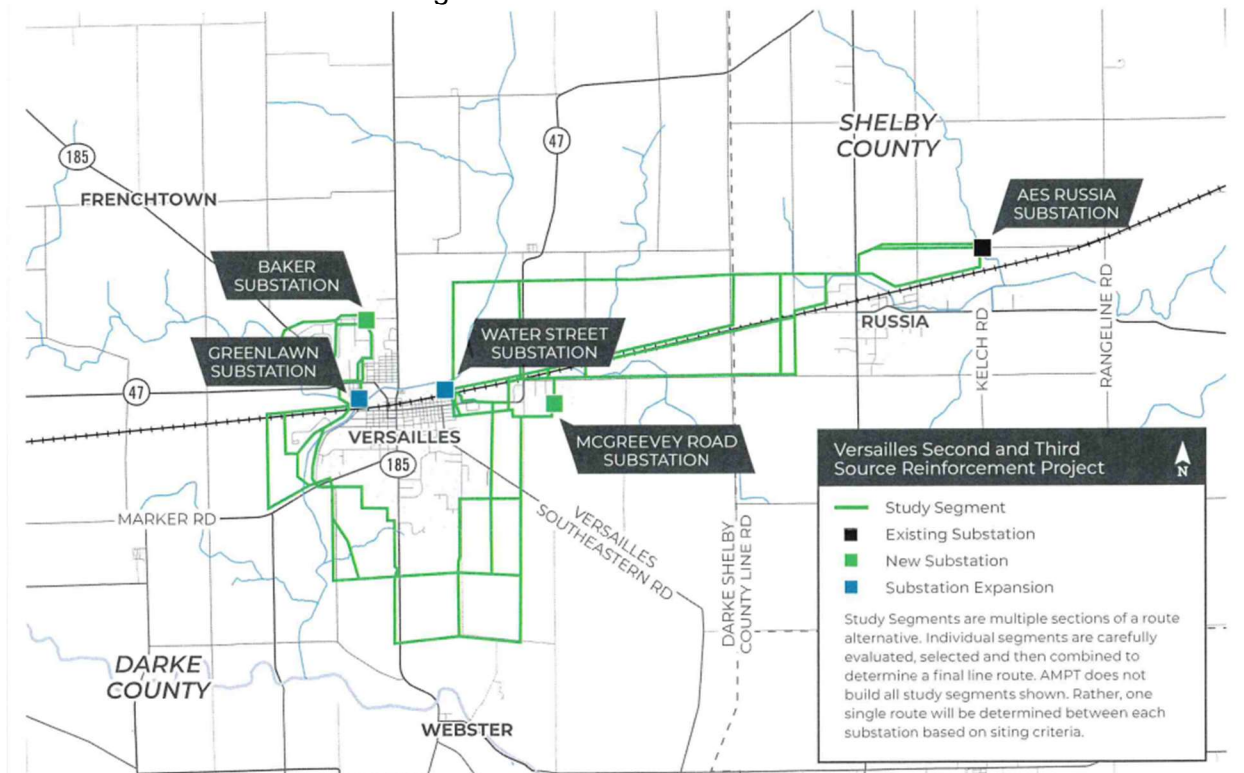 47
185
SHELBY
COUNTY
FRENCHTOWN
AES RUSSIA
SUBSTATION
BAKER
SUBSTATION
WATER STREET
SUBSTATION
RUSSIA
KELCH RD
RANGELINE RD
GREENLAWN
SUBSTATION
47
VERSAILLES
185
MCGREEVEY ROAD
SUBSTATION
MARKER RD
VERSAILLES
SOUTHEASTERN RD
DARKE SHELBY
COUNTY LINE RD
DARKE
COUNTY
WEBSTER
Versailles Second and Third
Source Reinforcement Project
N
Study Segment
Existing Substation
New Substation
Substation Expansion
Study Segments are multiple sections of a route
alternative. Individual segments are carefully
evaluated, selected and then combined to
determine a final line route. AMPT does not
build all study segments shown. Rather, one
single route will be determined between each
substation based on siting criteria.